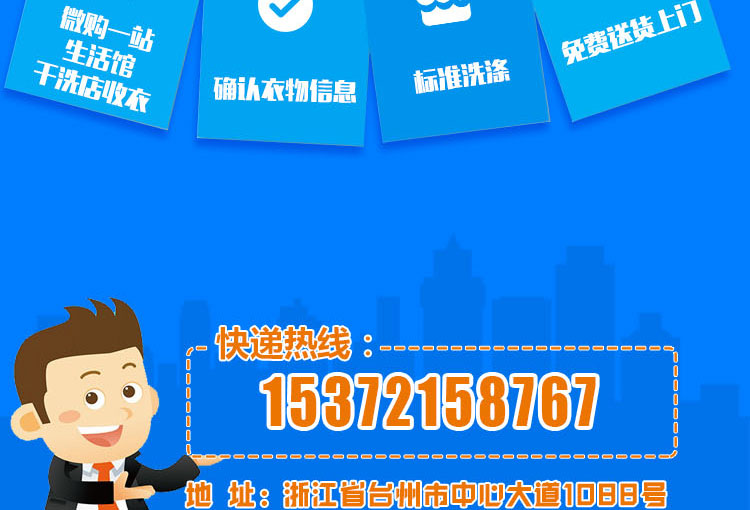 微购一站
生活馆
干洗店收衣
确认衣物信息
标准洗涤
免费送货上门
快递热线：
15372158767
地 址：浙江省台州市中心大道1088号